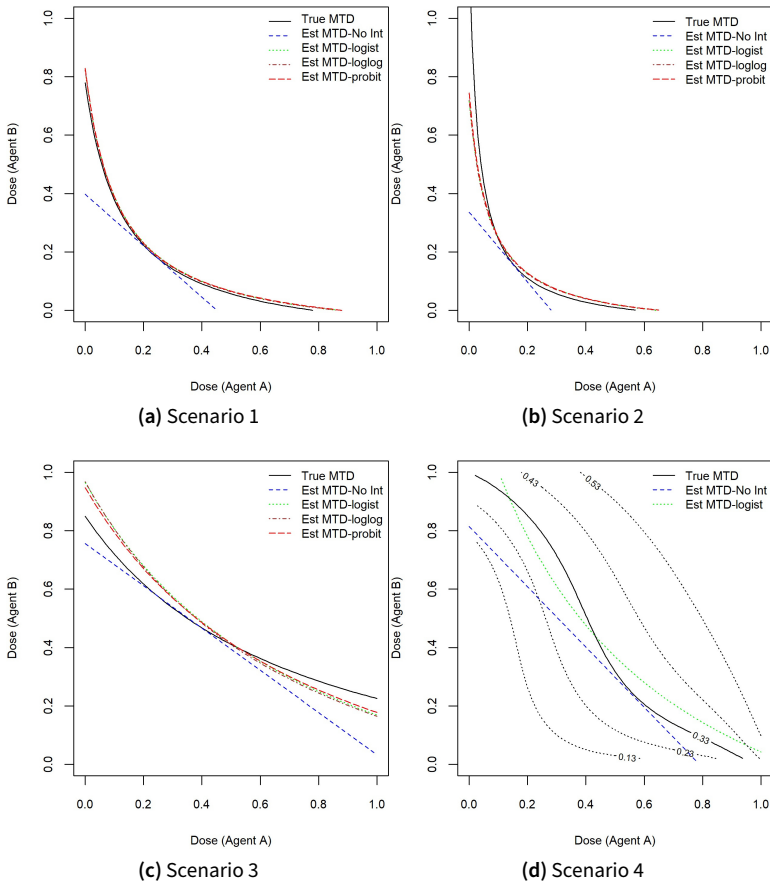 True MTD
Est MTD-No Int
Est MTD-logist
Est MTD-loglog
Est MTD-probit
Dose (Agent B)
0.0 0.2 0.4 0.6 0.8 1.0
0.0 0.2 0.4 0.6 0.8 1.0
Dose (Agent A)
(a) Scenario 1
True MTD
Est MTD-No Int
Est MTD-logist
Est MTD-loglog
Est MTD-probit
Dose (Agent B)
0.0 0.2 0.4 0.6 0.8 1.0
0.0 0.2 0.4 0.6 0.8 1.0
Dose (Agent A)
(b) Scenario 2
True MTD
Est MTD-No Int
Est MTD-logist
Est MTD-loglog
Est MTD-probit
Dose (Agent B)
0.0 0.2 0.4 0.6 0.8 1.0
0.0 0.2 0.4 0.6 0.8 1.0
Dose (Agent A)
(c) Scenario 3
True MTD
Est MTD-No Int
Est MTD-logist
0.43
0.53
0.33
0.23
0.13
Dose (Agent B)
0.0 0.2 0.4 0.6 0.8 1.0
0.0 0.2 0.4 0.6 0.8 1.0
Dose (Agent A)
(d) Scenario 4